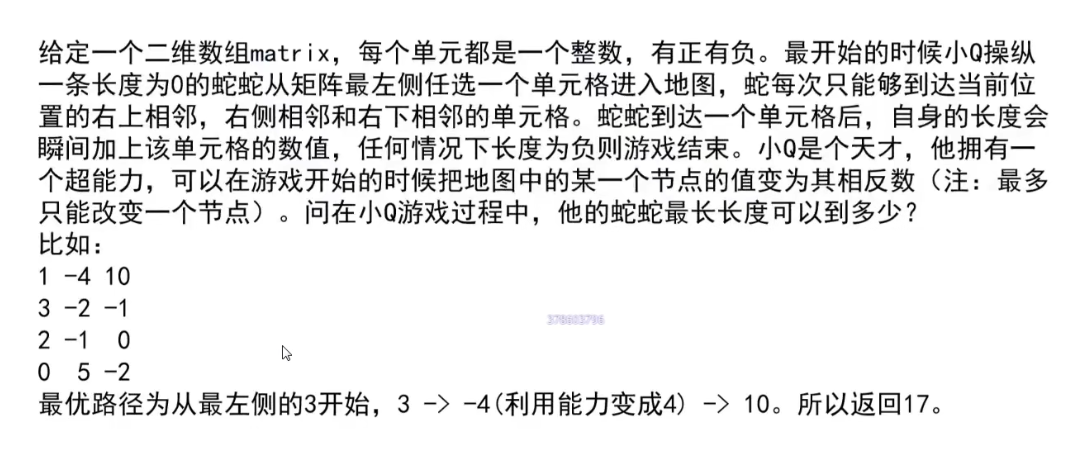 给定一个二维数组matrix，每个单元都是一个整数，有正有负。最开始的时候小Q操纵
一条长度为0的蛇蛇从矩阵最左侧任选一个单元格进入地图，蛇每次只能够到达当前位
置的右上相邻，右侧相邻和右下相邻的单元格。蛇蛇到达一个单元格后，自身的长度会
瞬间加上该单元格的数值，任何情况下长度为负则游戏结束。小Q是个天才，他拥有一
个超能力，可以在游戏开始的时候把地图中的某一个节点的值变为其相反数（注：最多
只能改变一个节点）。问在小Q游戏过程中，他的蛇蛇最长长度可以到多少？
比如：
1 -4 10
3 -2 -1
2 -1 0
0 5 -2
最优路径为从最左侧的3开始，3 -> -4(利用能力变成4) -> 10。所以返回17。